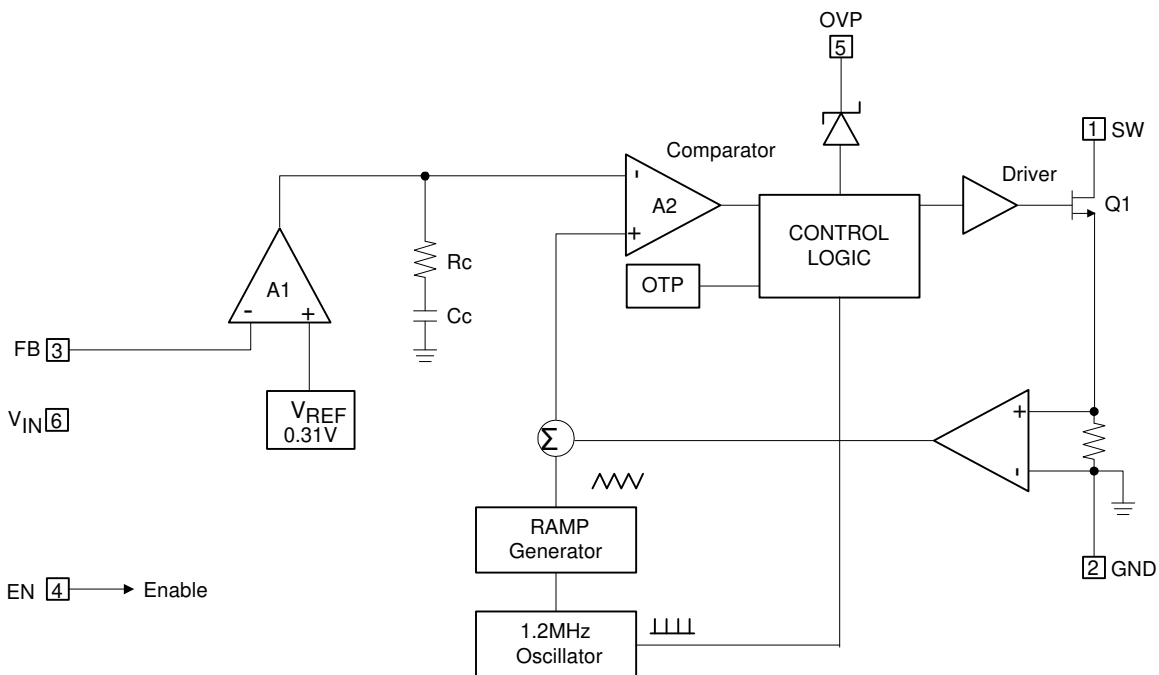 OVP
5
1 SW
Comparator
Driver
-
A2
+
Q1
CONTROL
LOGIC
OTP
Rc
A1
- +
Cc
FB 3
VREF
0.31V
VIN 6
+
Σ
-
RAMP
Generator
2 GND
EN 4 Enable
1.2MHz
Oscillator